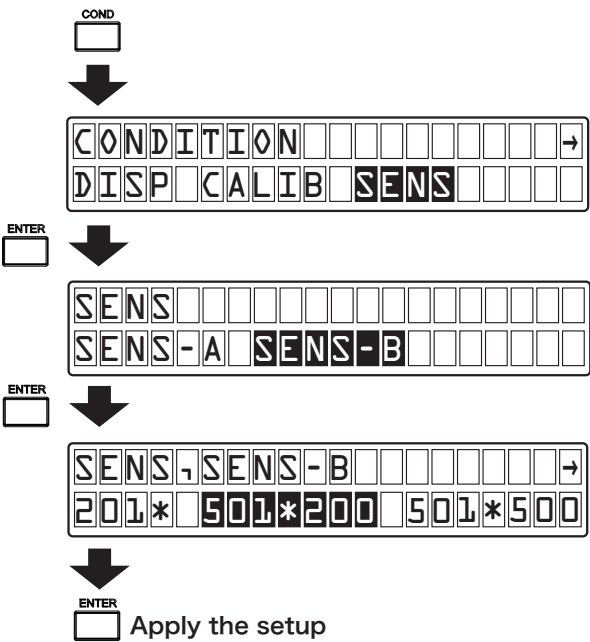 COND
CONDITION →
DISP CALIB SENS
ENTER
SENS
SENS-A SENS-B
ENTER
SENS,SENS-B →
201* 501*200 501*500
ENTER
Apply the setup